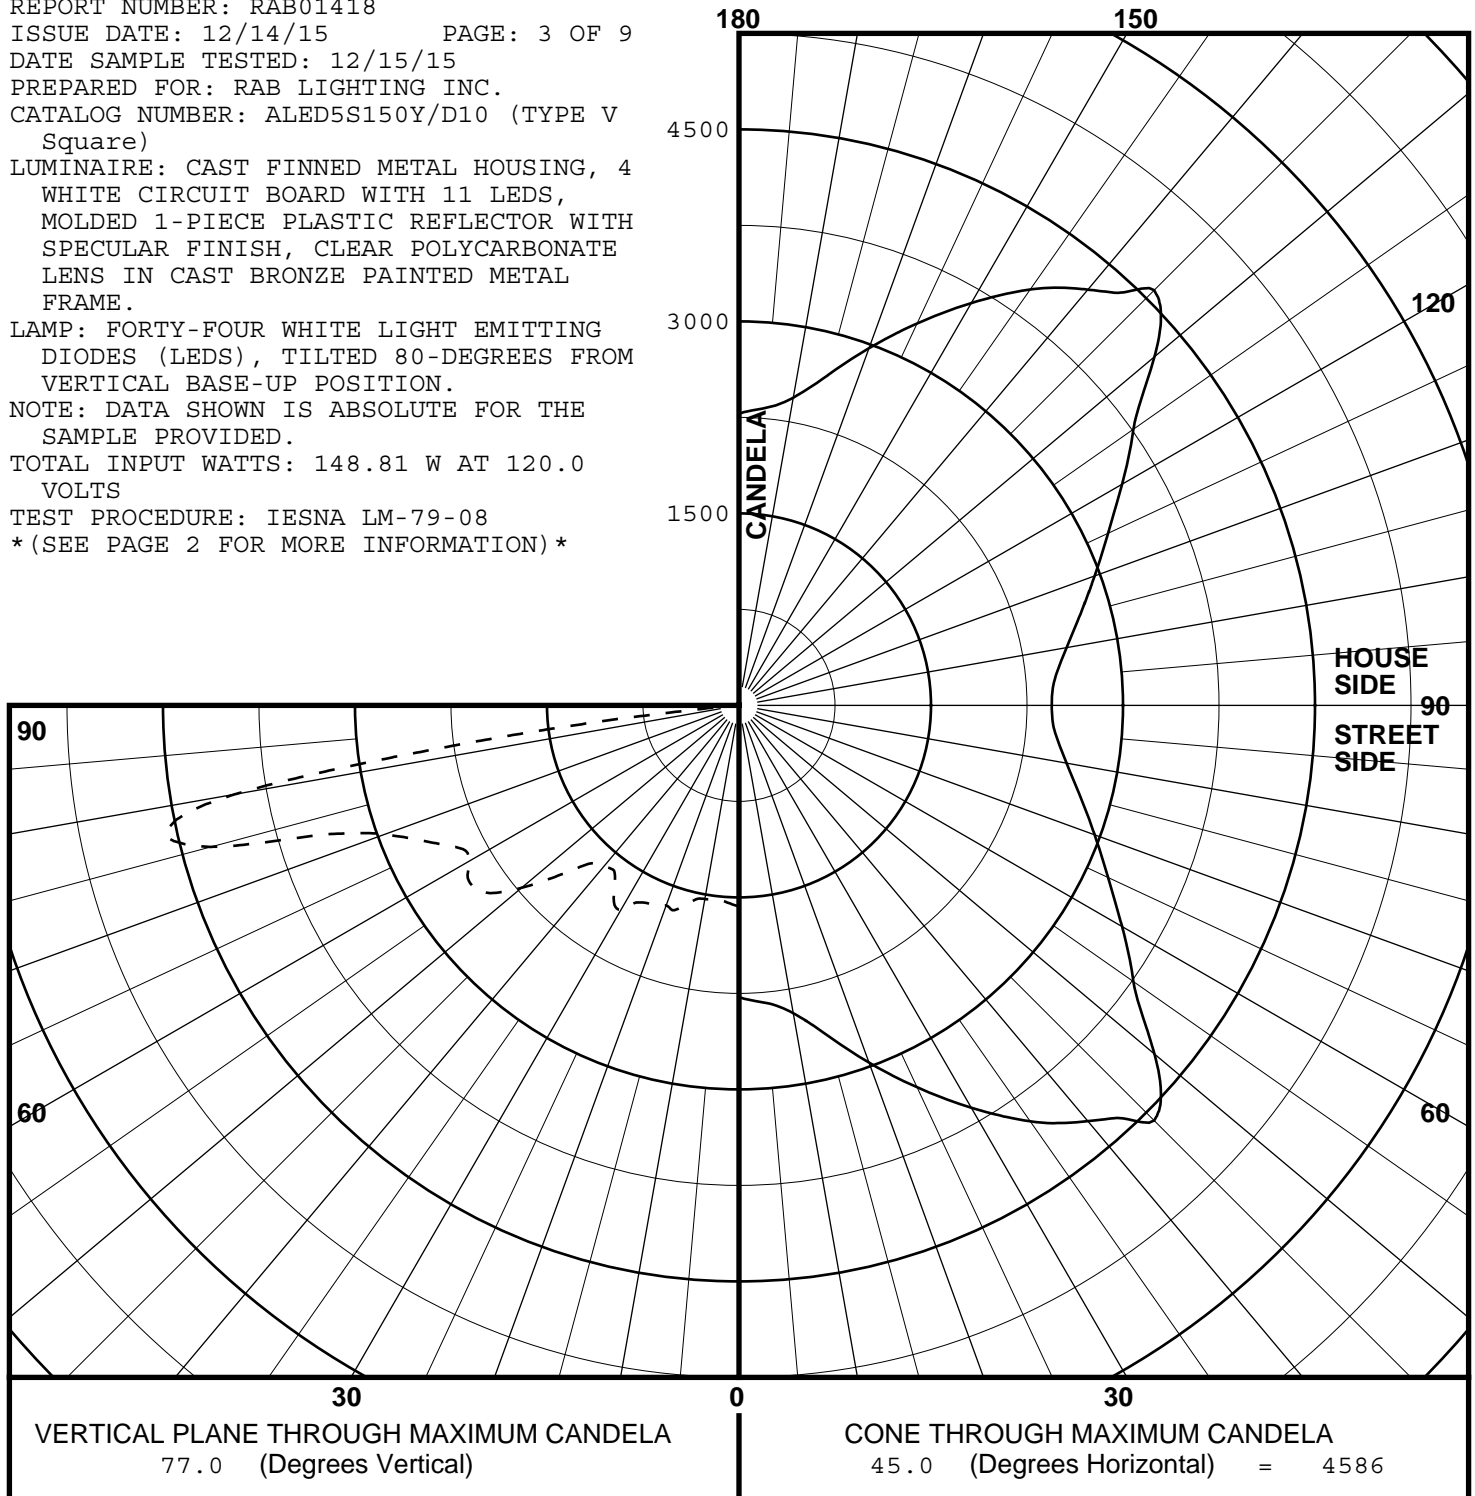 REPORT NUMBER: RAB01418
ISSUE DATE: 12/14/15 PAGE: 3 OF 9
DATE SAMPLE TESTED: 12/15/15
PREPARED FOR: RAB LIGHTING INC.
CATALOG NUMBER: ALED5S150Y/D10 (TYPE V
Square)
LUMINAIRE: CAST FINNED METAL HOUSING, 4
WHITE CIRCUIT BOARD WITH 11 LEDS,
MOLDED 1-PIECE PLASTIC REFLECTOR WITH
SPECULAR FINISH, CLEAR POLYCARBONATE
LENS IN CAST BRONZE PAINTED METAL
FRAME.
LAMP: FORTY-FOUR WHITE LIGHT EMITTING
DIODES (LEDS), TILTED 80-DEGREES FROM
VERTICAL BASE-UP POSITION.
NOTE: DATA SHOWN IS ABSOLUTE FOR THE
SAMPLE PROVIDED.
TOTAL INPUT WATTS: 148.81 W AT 120.0
VOLTS
TEST PROCEDURE: IESNA LM-79-08
*(SEE PAGE 2 FOR MORE INFORMATION)*
180
150
4500
120
3000
CANDELA
1500
HOUSE
SIDE
90
90
STREET
SIDE
60
60
30
0
30
VERTICAL PLANE THROUGH MAXIMUM CANDELA
77.0 (Degrees Vertical)
CONE THROUGH MAXIMUM CANDELA
45.0 (Degrees Horizontal) = 4586